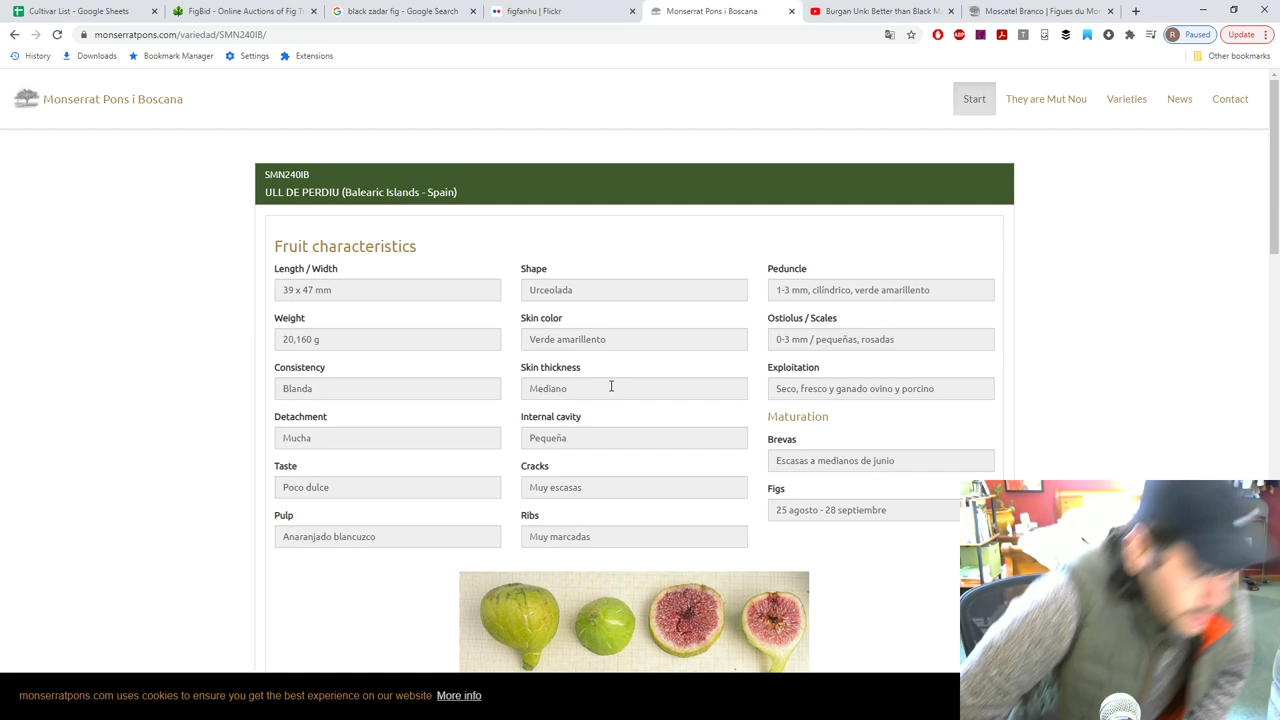 Cultivar List - Google Sheets
FigBid - Online Auctions of Fig T
black zadar fig - Google Search
figfanhu | Flickr
Monserrat Pons i Boscana
Burgan Unk: Better than Black M
Moscatel Branco | Figues du Mo
monserratpons.com/variedad/SMN240IB/
R Paused
Update
History
Downloads
Bookmark Manager
Settings
Extensions
Other bookmarks
Monserrat Pons i Boscana
Start
They are Mut Nou
Varieties
News
Contact
SMN240IB
ULL DE PERDIU (Balearic Islands - Spain)
Fruit characteristics
Length / Width
39 x 47 mm
Weight
20,160 g
Consistency
Blanda
Detachment
Mucha
Taste
Poco dulce
Pulp
Anaranjado blancuzco
Shape
Urceolada
Skin color
Verde amarillento
Skin thickness
Mediano
Internal cavity
Pequeña
Cracks
Muy escasas
Ribs
Muy marcadas
Peduncle
1-3 mm, cilíndrico, verde amarillento
Ostiolus / Scales
0-3 mm / pequeñas, rosadas
Exploitation
Seco, fresco y ganado ovino y porcino
Maturation
Brevas
Escasas a medianos de junio
Figs
25 agosto - 28 septiembre
monserratpons.com uses cookies to ensure you get the best experience on our website More info